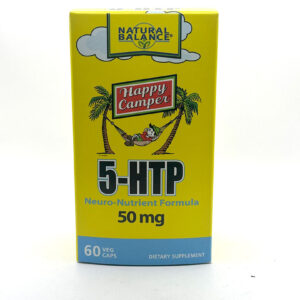 NATURAL
BALANCE®
Happy
Camper
5-HTP
Neuro-Nutrient Formula
50 mg
60 VEG CAPS
DIETARY SUPPLEMENT